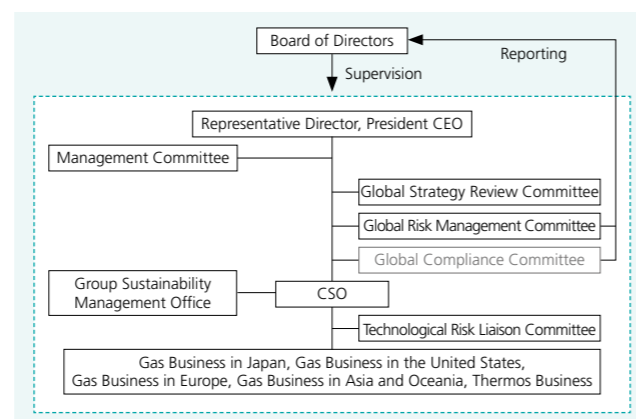 Board of Directors
Reporting
Supervision
Representative Director, President CEO
Management Committee
Global Strategy Review Committee
Global Risk Management Committee
Global Compliance Committee
Group Sustainability
Management Office
CSO
Technological Risk Liaison Committee
Gas Business in Japan, Gas Business in the United States,
Gas Business in Europe, Gas Business in Asia and Oceania, Thermos Business